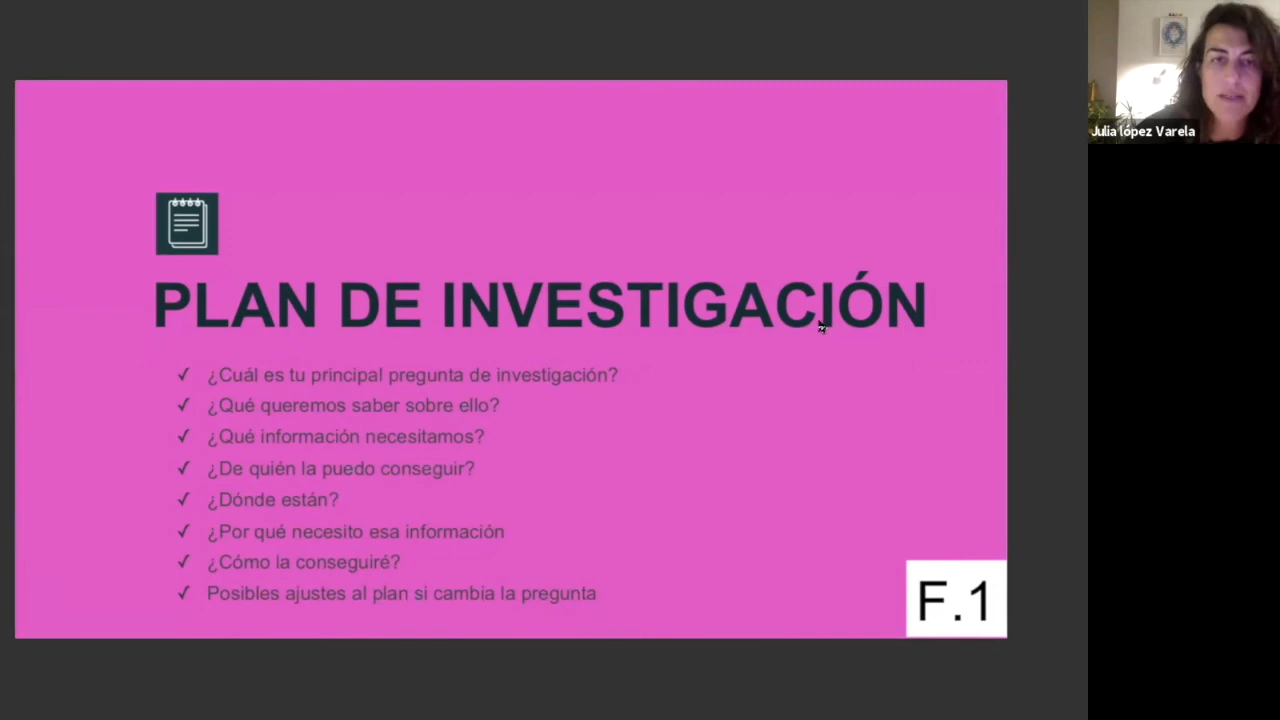 Julia lópez Varela
PLAN DE INVESTIGACIÓN
✓ ¿Cuál es tu principal pregunta de investigación?
✓ ¿Qué queremos saber sobre ello?
✓ ¿Qué información necesitamos?
✓ ¿De quién la puedo conseguir?
✓ ¿Dónde están?
✓ ¿Por qué necesito esa información
✓ ¿Cómo la conseguiré?
✓ Posibles ajustes al plan si cambia la pregunta
F.1